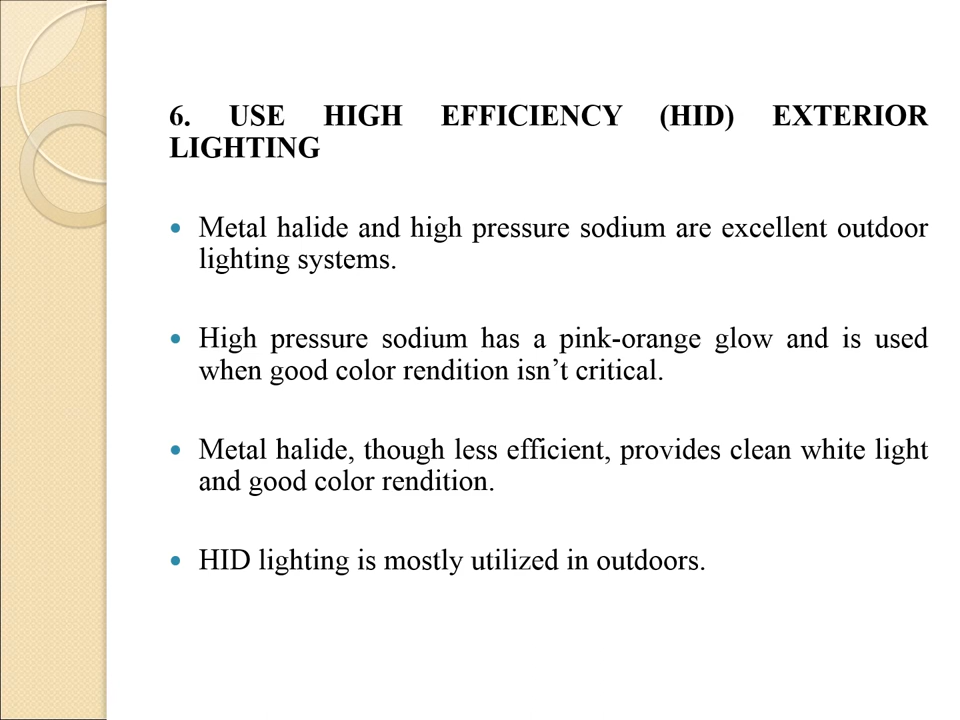 6. USE HIGH EFFICIENCY (HID) EXTERIOR
LIGHTING
• Metal halide and high pressure sodium are excellent outdoor
lighting systems.
• High pressure sodium has a pink-orange glow and is used
when good color rendition isn’t critical.
• Metal halide, though less efficient, provides clean white light
and good color rendition.
• HID lighting is mostly utilized in outdoors.